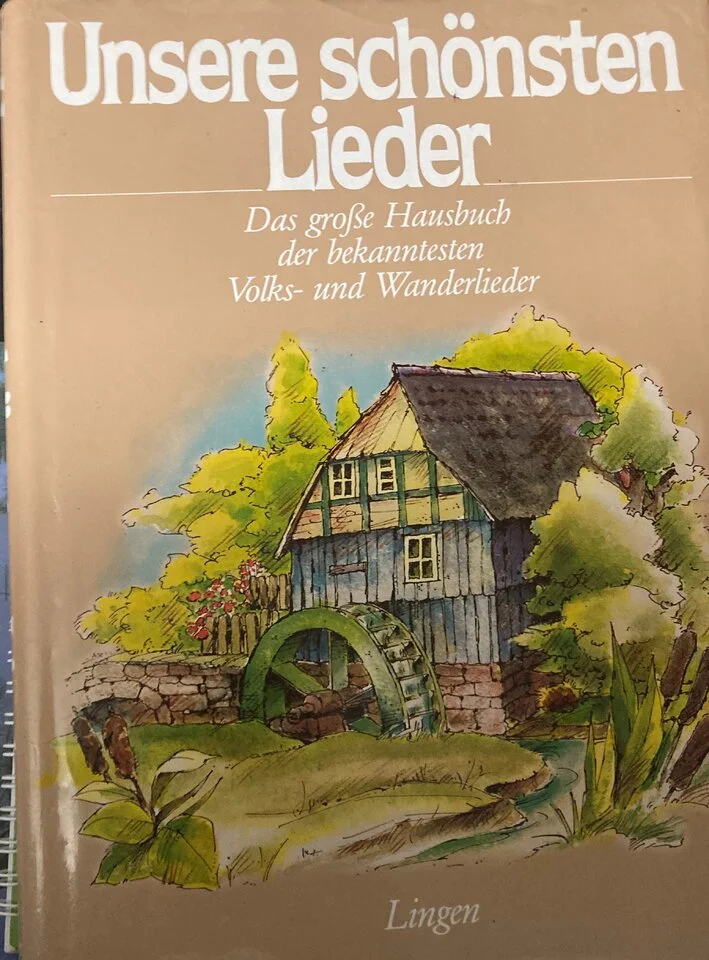 Unsere schönsten
Lieder
Das große Hausbuch
der bekanntesten
Volks- und Wanderlieder
Lingen